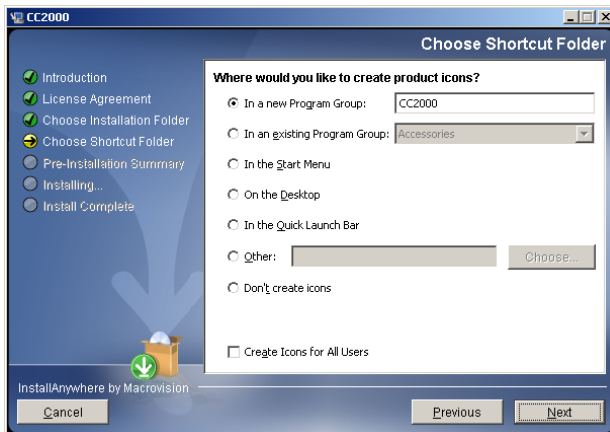 CC2000
Choose Shortcut Folder
Introduction
License Agreement
Choose Installation Folder
Choose Shortcut Folder
Pre-Installation Summary
Installing...
Install Complete
Where would you like to create product icons?
In a new Program Group: CC2000
In an existing Program Group: Accessories
In the Start Menu
On the Desktop
In the Quick Launch Bar
Other: Choose...
Don't create icons
Create Icons for All Users
InstallAnywhere by Macrovision
Cancel Previous Next